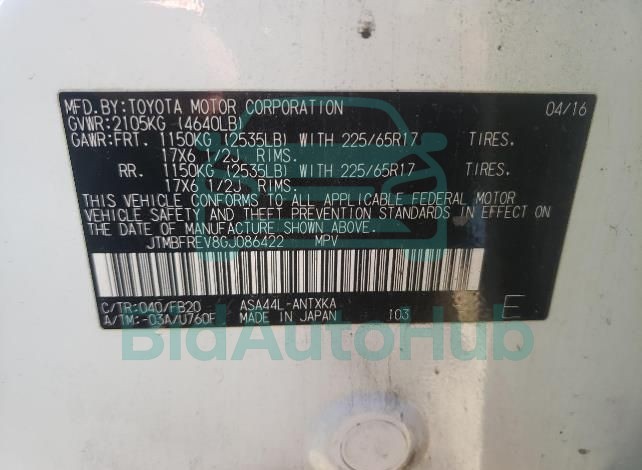 MFD.BY:TOYOTA MOTOR CORPORATION 04/16
GVWR:2105KG (4640LB)
GAWR:FRT. 1150KG (2535LB) WITH 225/65R17 TIRES.
17X6 1/2J RIMS.
RR. 1150KG (2535LB) WITH 225/65R17 TIRES.
17X6 1/2J RIMS.
THIS VEHICLE CONFORMS TO ALL APPLICABLE FEDERAL MOTOR
VEHICLE SAFETY AND THEFT PREVENTION STANDARDS IN EFFECT ON
THE DATE OF MANUFACTURE SHOWN ABOVE.
JTMBFREV8GJ086422 MPV
C/TR:040/FB20 ASA44L-ANTXKA
A/TM:-03A/U760F MADE IN JAPAN 103 E
BidAutoHub